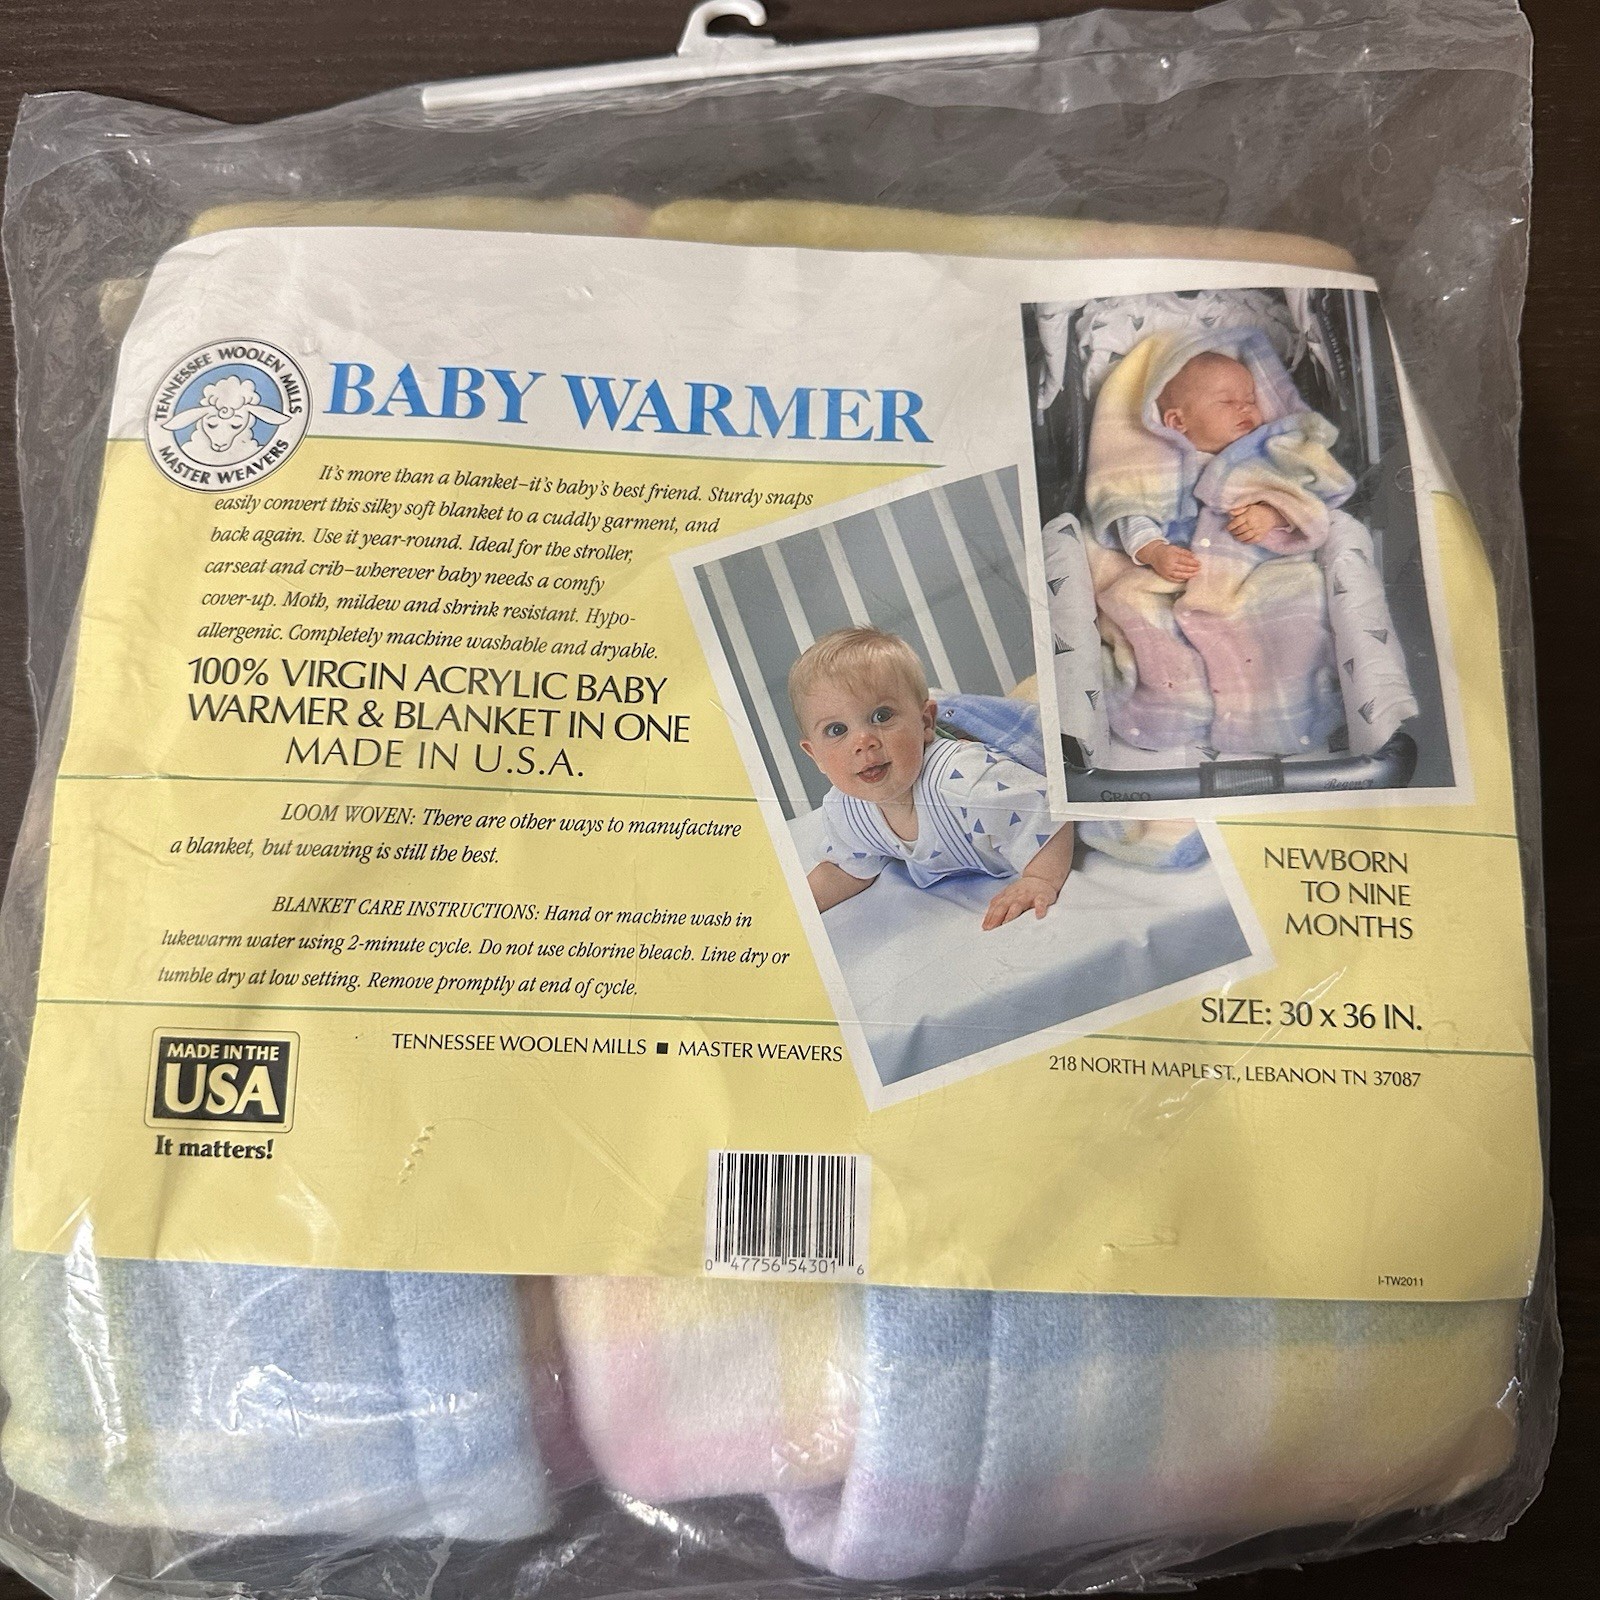 TENNESSEE WOOLEN MILLS
MASTER WEAVERS
BABY WARMER
It's more than a blanket–it's baby's best friend. Sturdy snaps
easily convert this silky soft blanket to a cuddly garment, and
back again. Use it year-round. Ideal for the stroller,
carseat and crib–wherever baby needs a comfy
cover-up. Moth, mildew and shrink resistant. Hypo-
allergenic. Completely machine washable and dryable.
100% VIRGIN ACRYLIC BABY
WARMER & BLANKET IN ONE
MADE IN U.S.A.
LOOM WOVEN: There are other ways to manufacture
a blanket, but weaving is still the best.
BLANKET CARE INSTRUCTIONS: Hand or machine wash in
lukewarm water using 2-minute cycle. Do not use chlorine bleach. Line dry or
tumble dry at low setting. Remove promptly at end of cycle.
GRACO
Regency
NEWBORN
TO NINE
MONTHS
SIZE: 30 x 36 IN.
TENNESSEE WOOLEN MILLS ■ MASTER WEAVERS
218 NORTH MAPLE ST., LEBANON TN 37087
MADE IN THE
USA
It matters!
0 47756 54301 6
I-TW2011